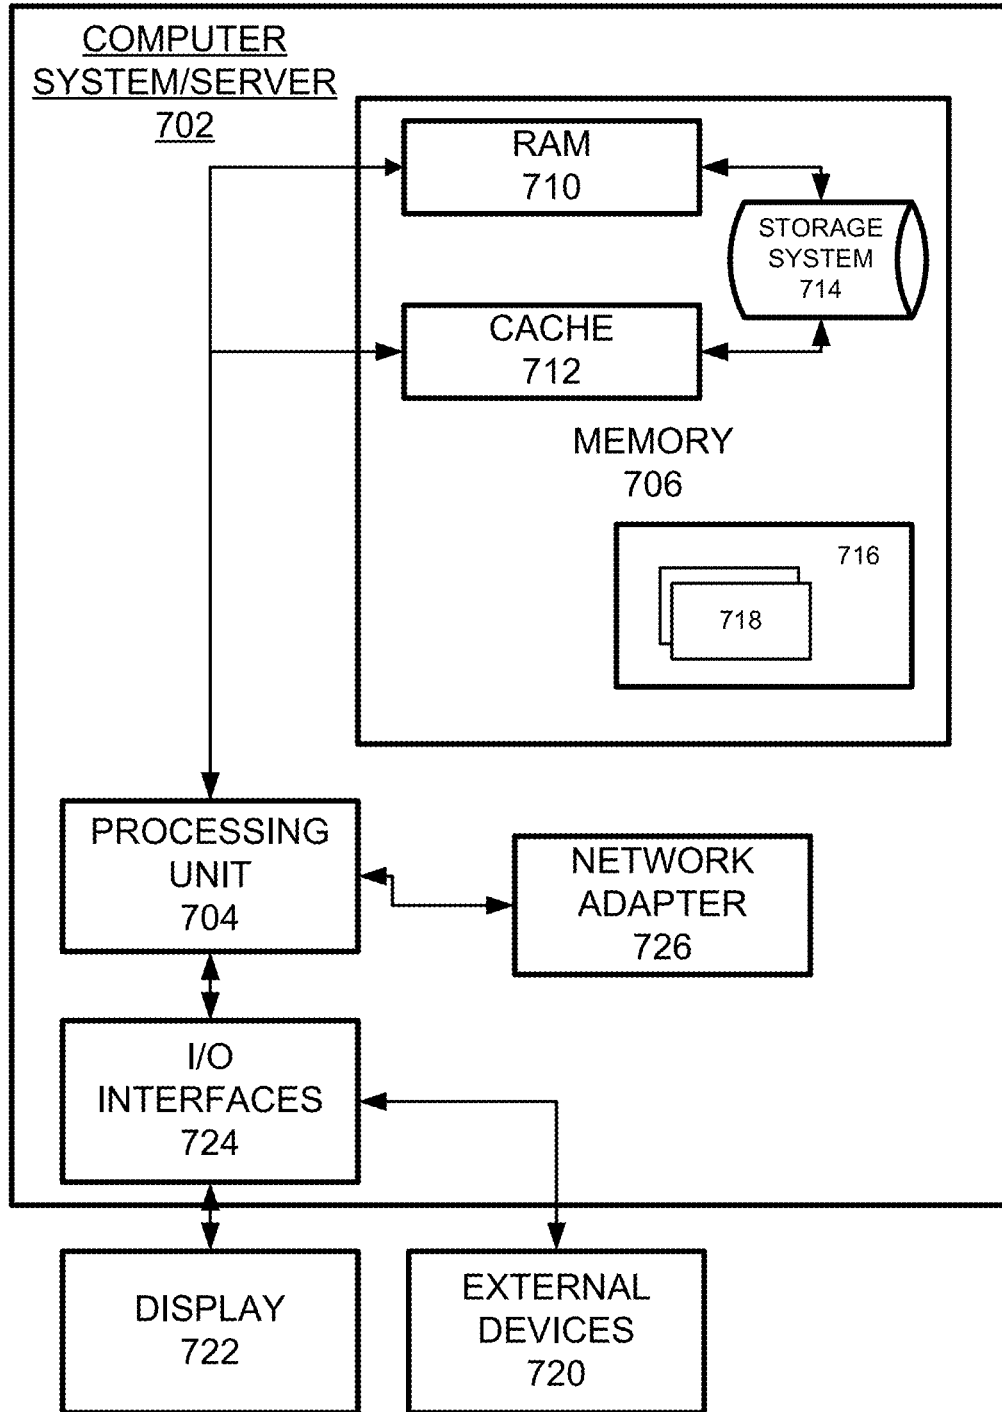 COMPUTER
SYSTEM/SERVER
702
RAM
710
STORAGE
SYSTEM
714
CACHE
712
MEMORY
706
716
718
PROCESSING
UNIT
704
NETWORK
ADAPTER
726
I/O
INTERFACES
724
DISPLAY
722
EXTERNAL
DEVICES
720